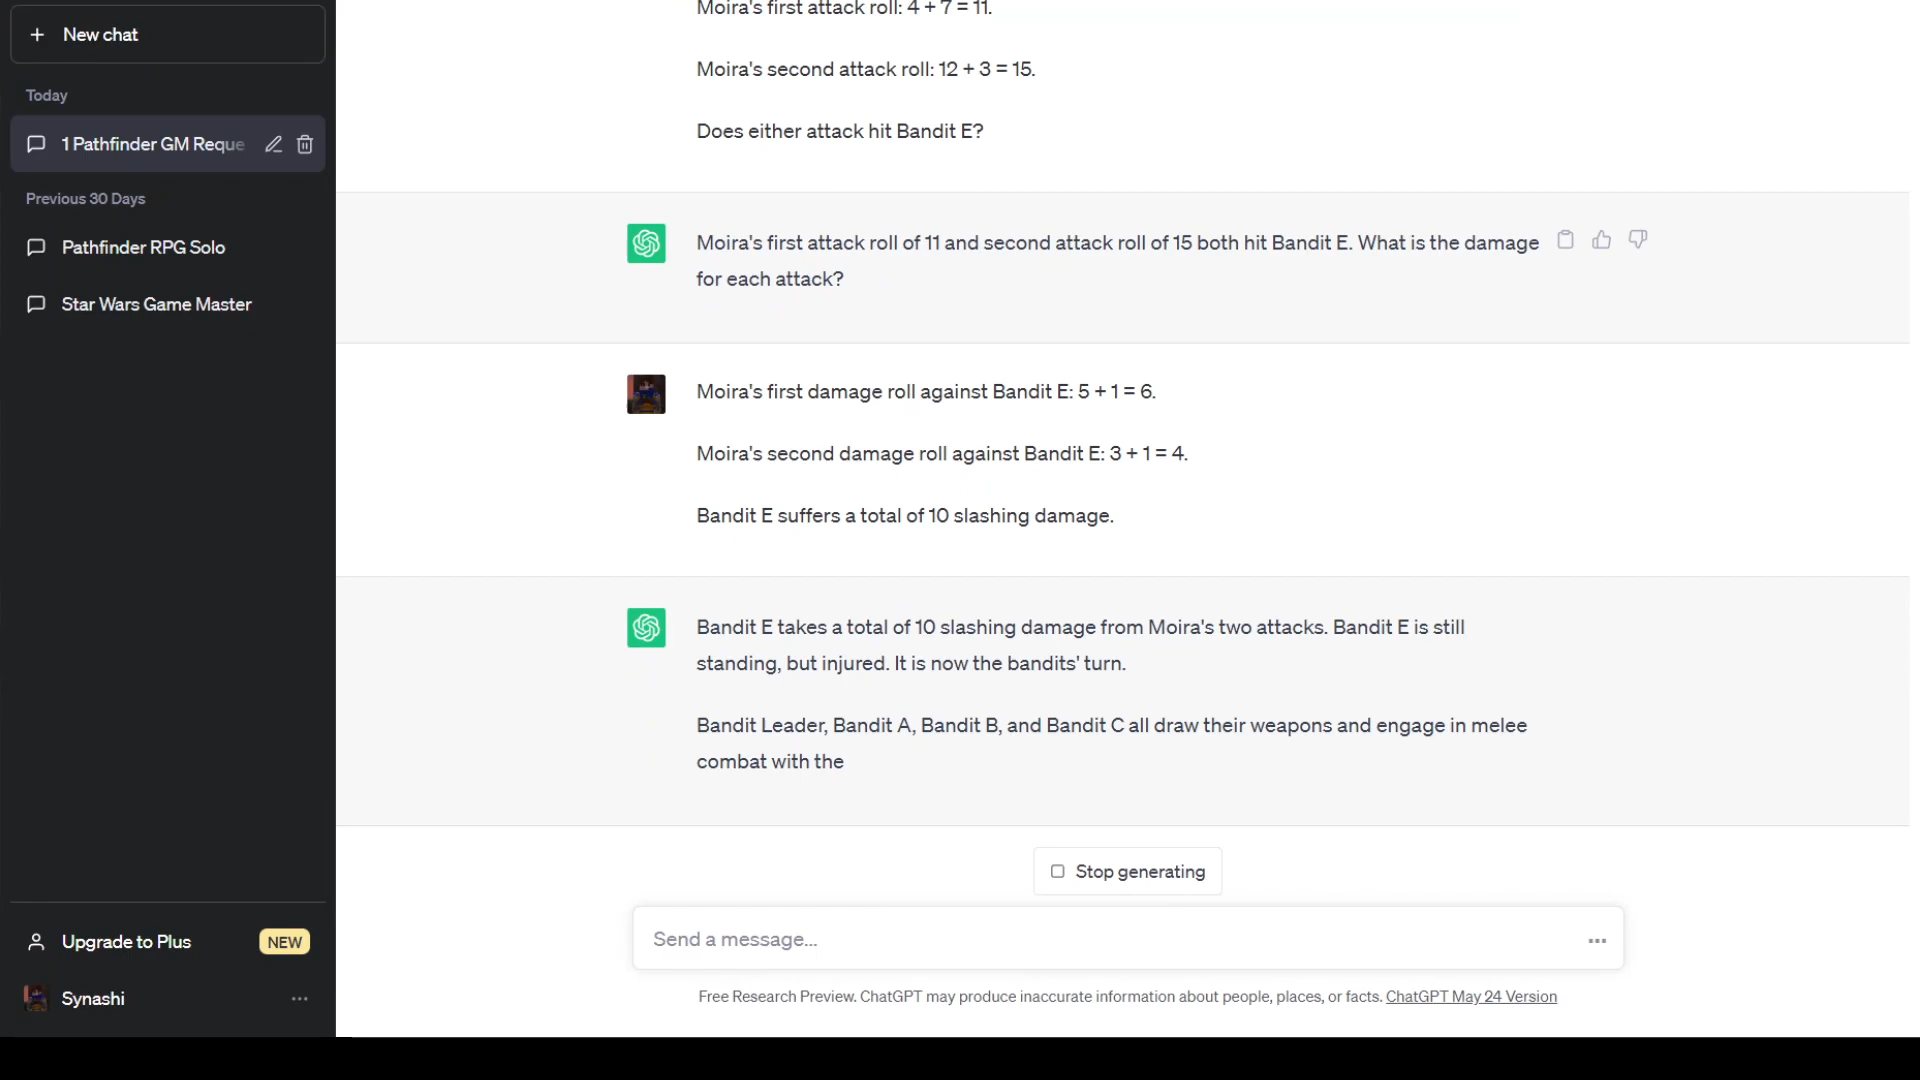 New chat
Today
1 Pathfinder GM Reque
Previous 30 Days
Pathfinder RPG Solo
Star Wars Game Master
Upgrade to Plus NEW
Synashi
Moira's first attack roll: 4 + 7 = 11.
Moira's second attack roll: 12 + 3 = 15.
Does either attack hit Bandit E?
Moira's first attack roll of 11 and second attack roll of 15 both hit Bandit E. What is the damage
for each attack?
Moira's first damage roll against Bandit E: 5 + 1 = 6.
Moira's second damage roll against Bandit E: 3 + 1 = 4.
Bandit E suffers a total of 10 slashing damage.
Bandit E takes a total of 10 slashing damage from Moira's two attacks. Bandit E is still
standing, but injured. It is now the bandits' turn.
Bandit Leader, Bandit A, Bandit B, and Bandit C all draw their weapons and engage in melee
combat with the
Stop generating
Send a message...
Free Research Preview. ChatGPT may produce inaccurate information about people, places, or facts. ChatGPT May 24 Version